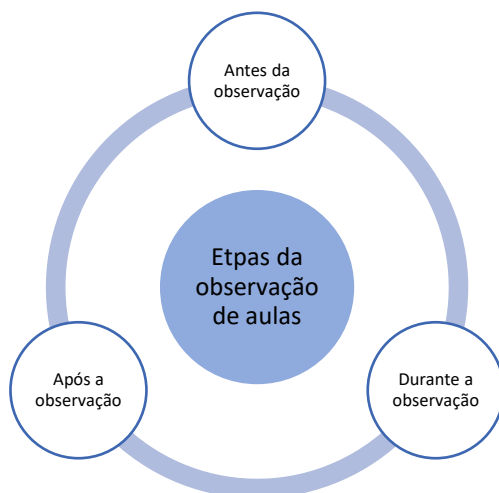 Antes da
observação
Etpas da
observação
de aulas
Após a
observação
Durante a
observação